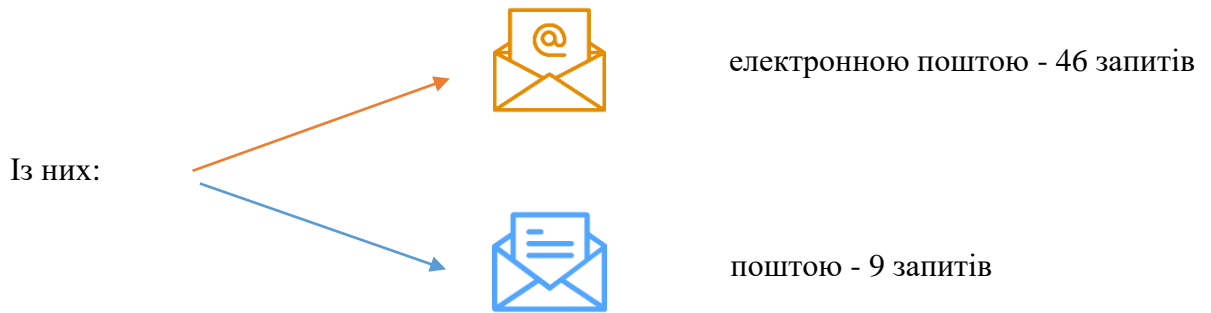 електронною поштою - 46 запитів
Із них:
поштою - 9 запитів